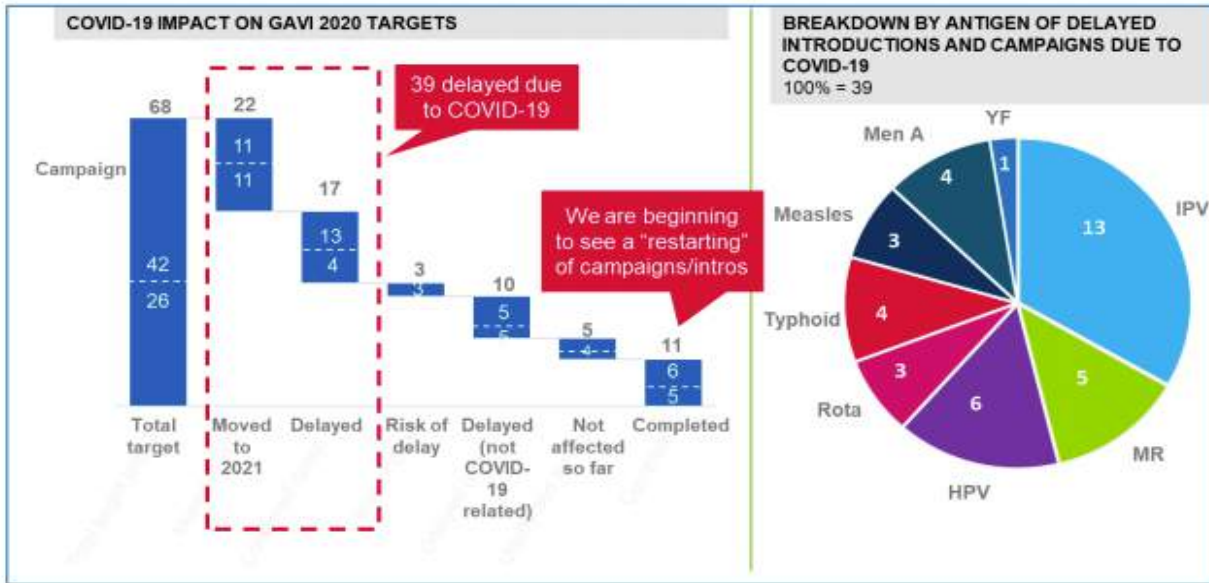 COVID-19 IMPACT ON GAVI 2020 TARGETS
68
22
39 delayed due
to COVID-19
Campaign
11
11
17
13
4
We are beginning
to see a “restarting”
of campaigns/intros
42
26
3
3
10
5
5
5
4
11
6
5
Total
target
Moved
to
2021
Delayed
Risk of
delay
Delayed
(not
COVID-
19
related)
Not
affected
so far
Completed
BREAKDOWN BY ANTIGEN OF DELAYED
INTRODUCTIONS AND CAMPAIGNS DUE TO
COVID-19
100% = 39
YF
1
Men A
4
IPV
13
Measles
3
Typhoid
4
Rota
3
HPV
6
MR
5